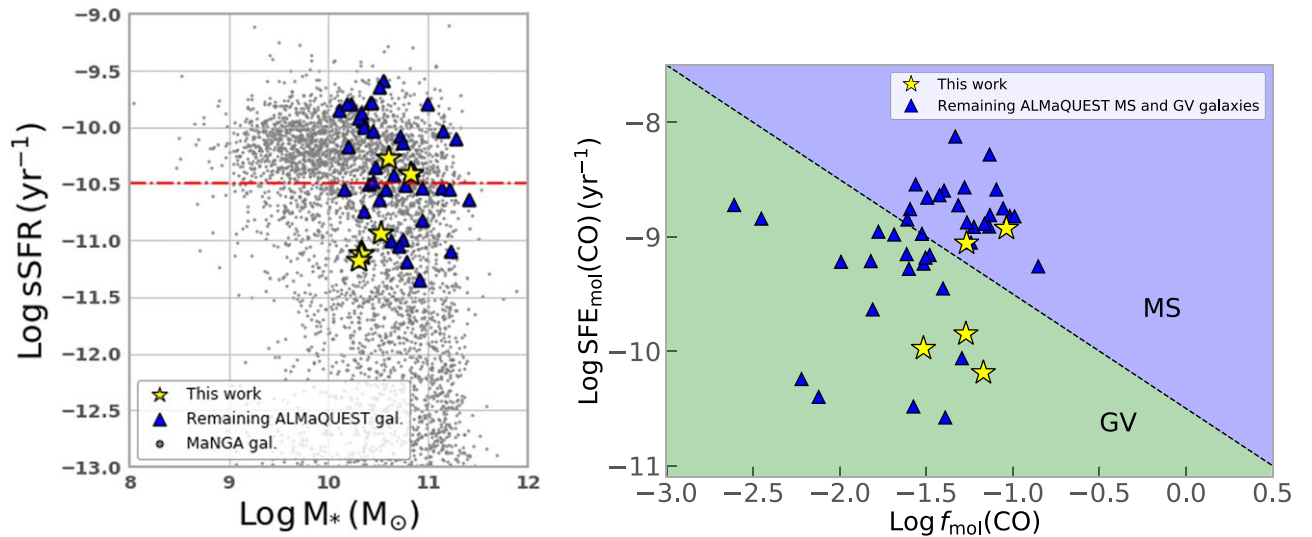 −9.0
−9.5
−10.0
−10.5
−11.0
−11.5
−12.0
−12.5
−13.0
Log sSFR (yr⁻¹)
This work
Remaining ALMaQUEST gal.
MaNGA gal.
8 9 10 11 12
Log M* (M⊙)
−8
−9
−10
−11
Log SFEmol(CO) (yr⁻¹)
This work
Remaining ALMaQUEST MS and GV galaxies
MS
GV
−3.0 −2.5 −2.0 −1.5 −1.0 −0.5 0.0 0.5
Log fmol(CO)